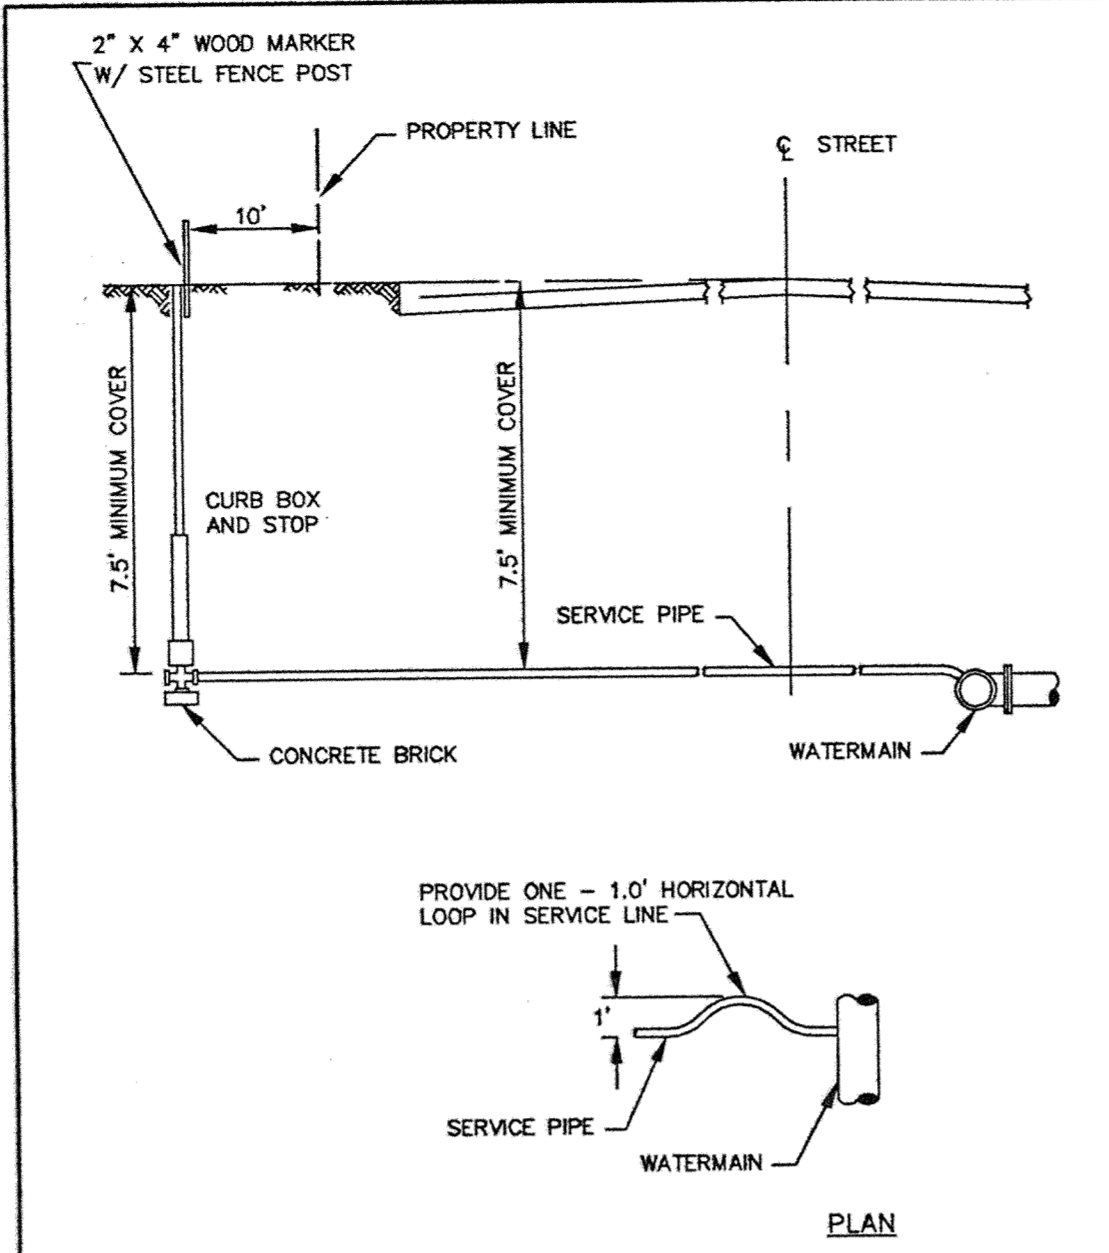 2" X 4" WOOD MARKER
W/ STEEL FENCE POST
PROPERTY LINE
℄ STREET
10'
7.5' MINIMUM COVER
7.5' MINIMUM COVER
CURB BOX
AND STOP
SERVICE PIPE
CONCRETE BRICK
WATERMAIN
PROVIDE ONE - 1.0' HORIZONTAL
LOOP IN SERVICE LINE
1'
SERVICE PIPE
WATERMAIN
PLAN